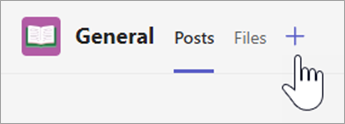 General Posts Files +